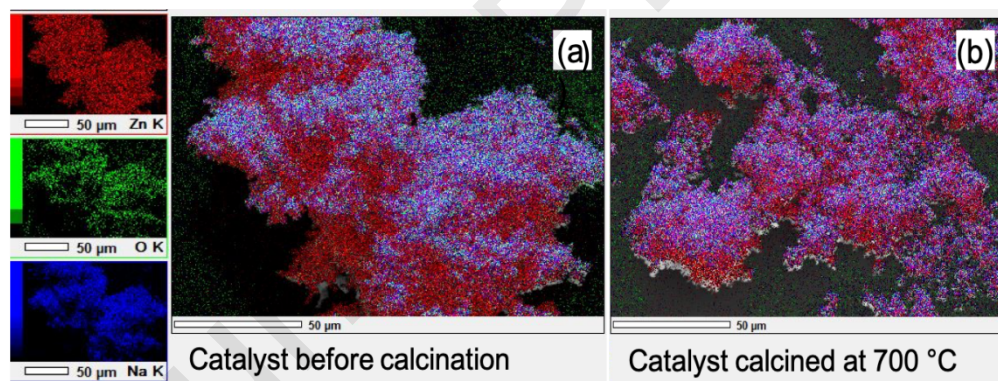 50 µm Zn K
50 µm O K
50 µm Na K
(a)
50 µm
Catalyst before calcination
(b)
50 µm
Catalyst calcined at 700 °C